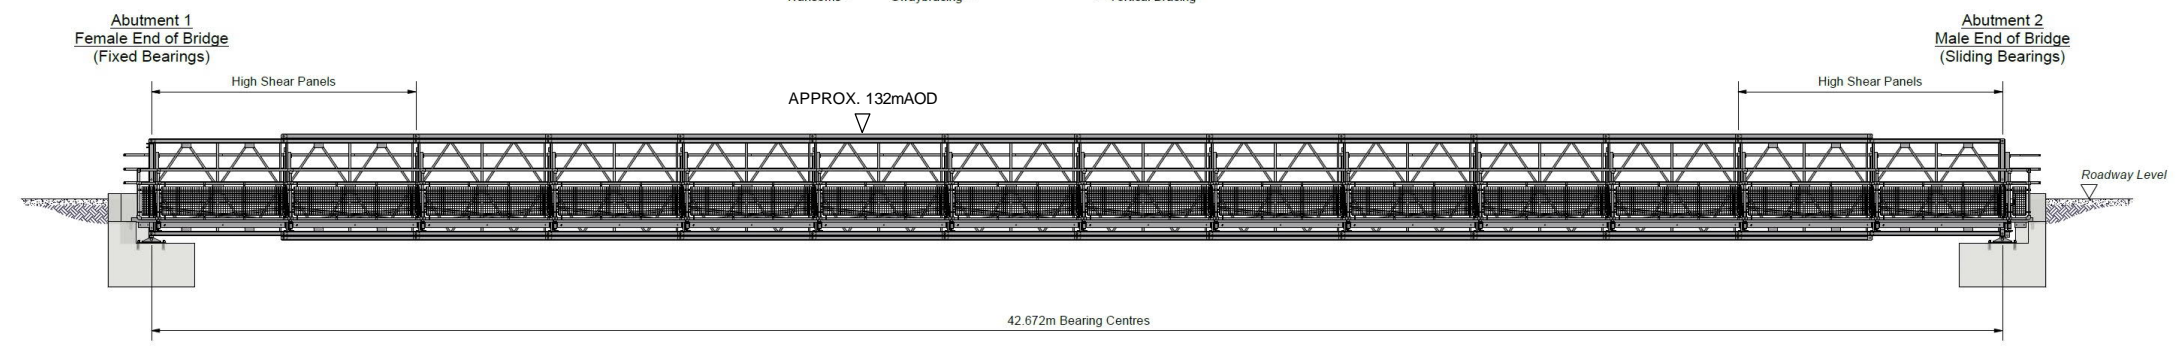 Abutment 1
Female End of Bridge
(Fixed Bearings)
Abutment 2
Male End of Bridge
(Sliding Bearings)
High Shear Panels
High Shear Panels
APPROX. 132mAOD
Roadway Level
42.672m Bearing Centres